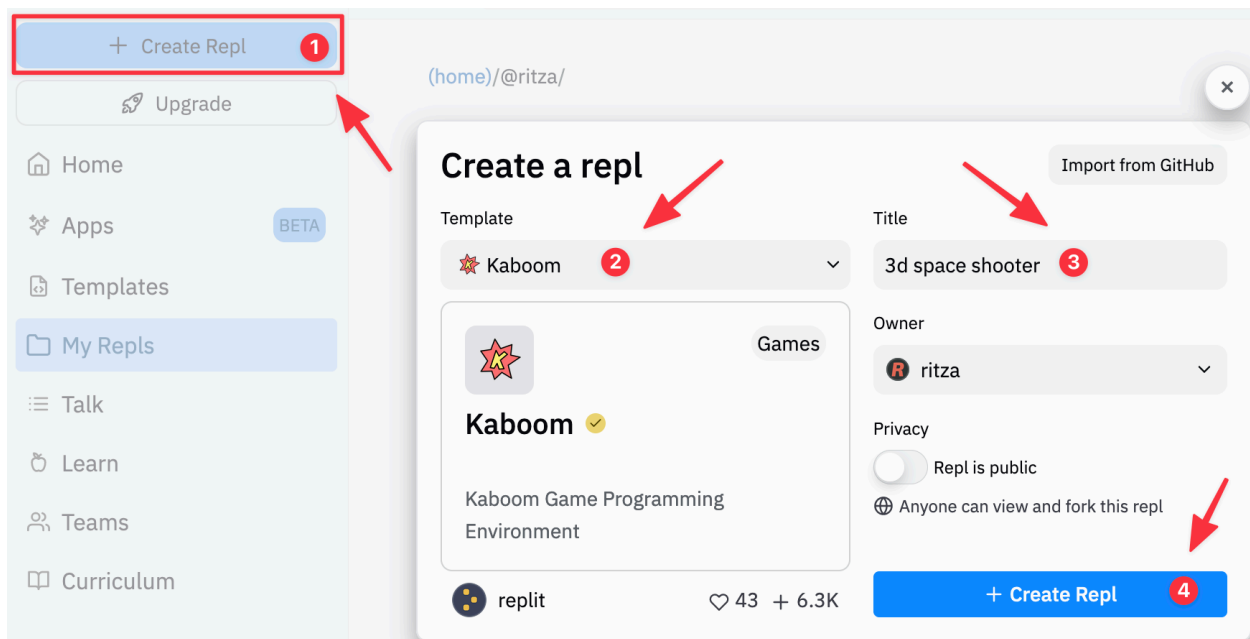 + Create Repl 1
Upgrade
Home
Apps BETA
Templates
My Repls
Talk
Learn
Teams
Curriculum
(home)/@ritza/
×
Create a repl
Import from GitHub
Template
K Kaboom 2
Title
3d space shooter 3
K
Games
Kaboom
Kaboom Game Programming
Environment
replit
43 + 6.3K
Owner
R ritza
Privacy
Repl is public
Anyone can view and fork this repl
+ Create Repl 4